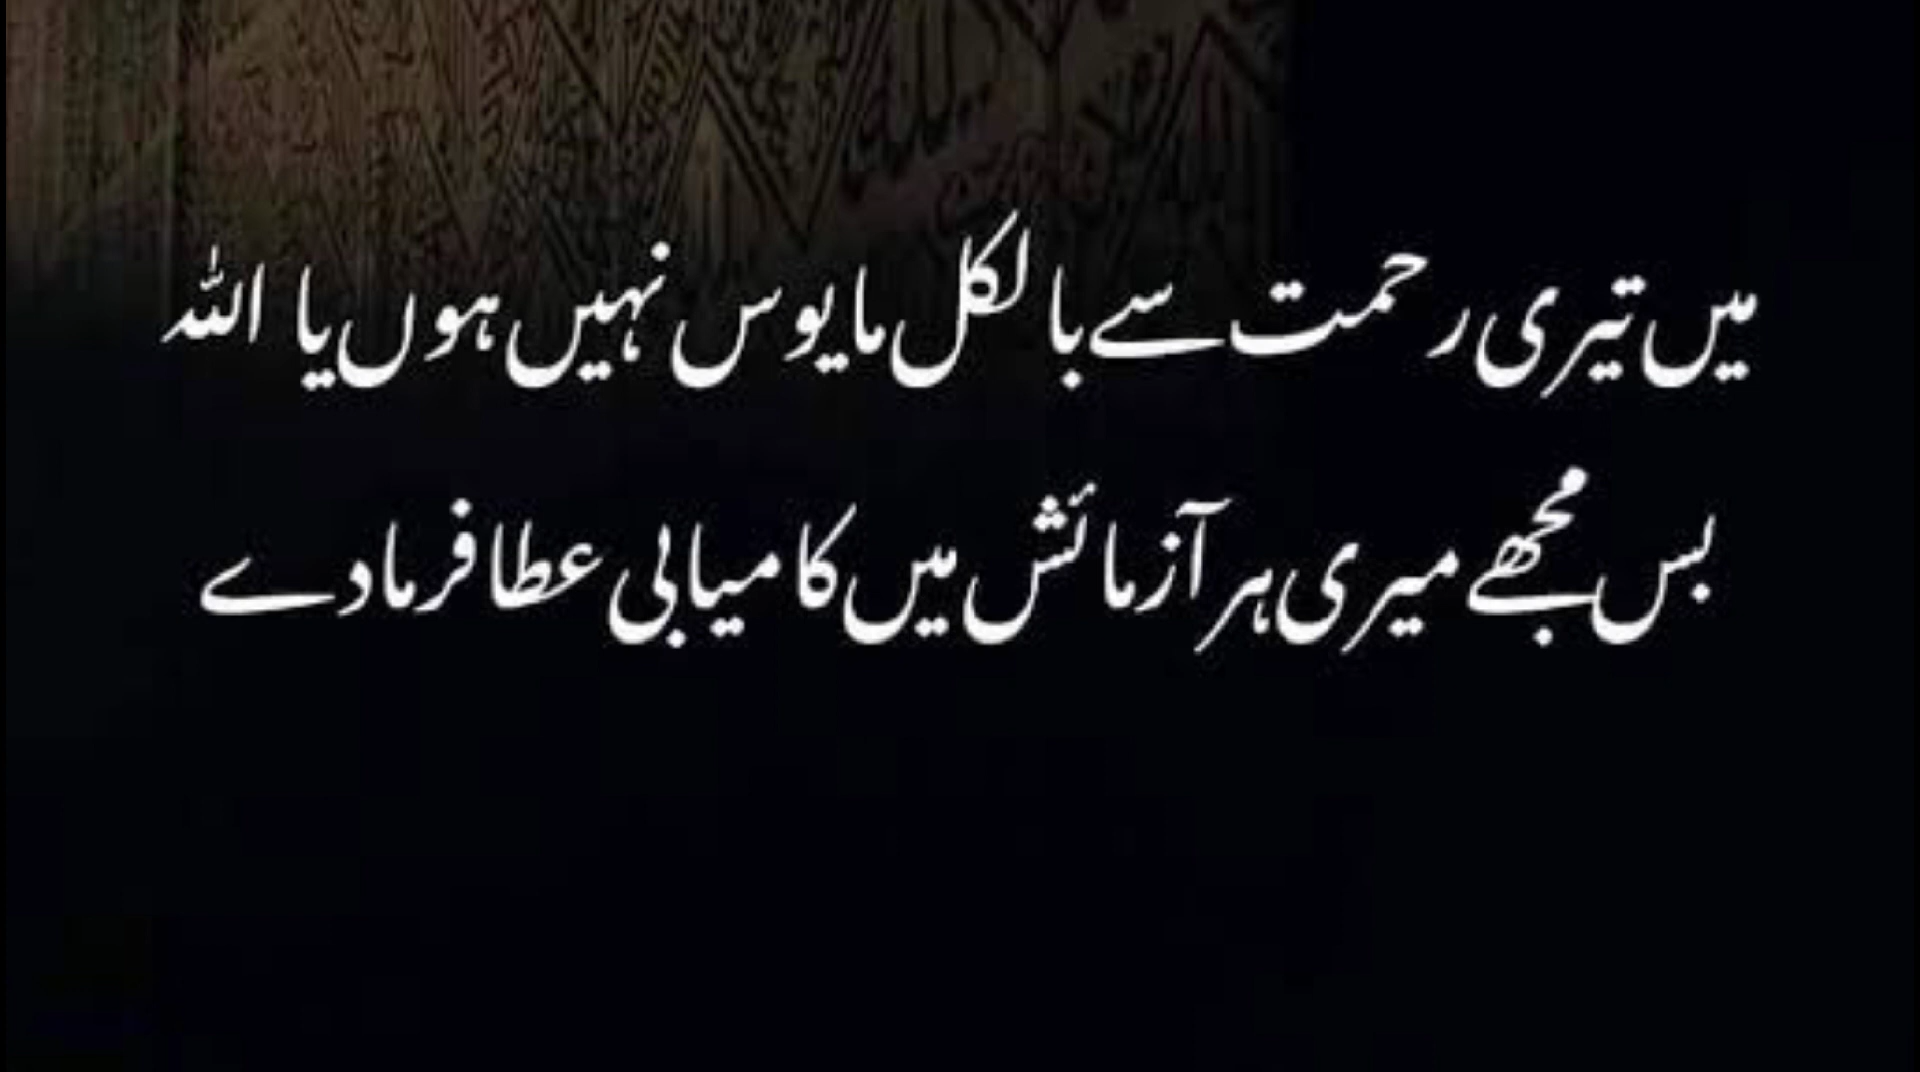 میں تیری رحمت سے بالکل مایوس نہیں ہوں یا اللہ
بس مجھے میری ہر آزمائش میں کامیابی عطا فرما دے